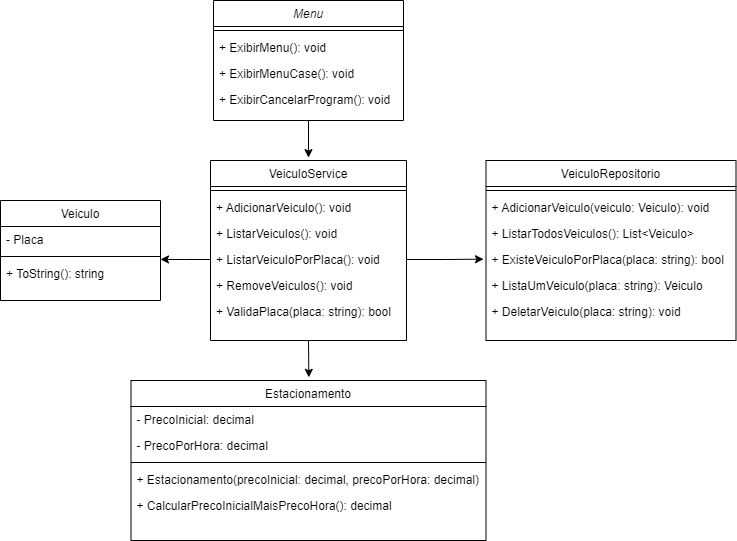 Menu
+ ExibirMenu(): void
+ ExibirMenuCase(): void
+ ExibirCancelarProgram(): void
VeiculoService
+ AdicionarVeiculo(): void
+ ListarVeiculos(): void
+ ListarVeiculoPorPlaca(): void
+ RemoveVeiculos(): void
+ ValidaPlaca(placa: string): bool
VeiculoRepositorio
+ AdicionarVeiculo(veiculo: Veiculo): void
+ ListarTodosVeiculos(): List<Veiculo>
+ ExisteVeiculoPorPlaca(placa: string): bool
+ ListaUmVeiculo(placa: string): Veiculo
+ DeletarVeiculo(placa: string): void
Veiculo
- Placa
+ ToString(): string
Estacionamento
- PrecoInicial: decimal
- PrecoPorHora: decimal
+ Estacionamento(precoInicial: decimal, precoPorHora: decimal)
+ CalcularPrecoInicialMaisPrecoHora(): decimal